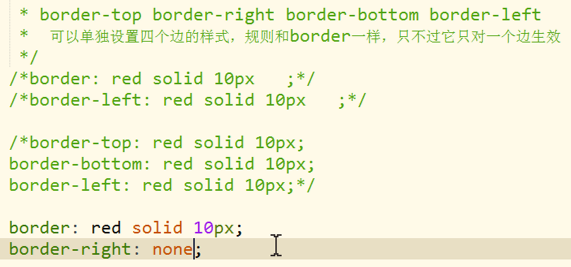 * border-top border-right border-bottom border-left
* 可以单独设置四个边的样式，规则和border一样，只不过它只对一个边生效
*/
/*border: red solid 10px   ;*/
/*border-left: red solid 10px   ;*/
/*border-top: red solid 10px;
border-bottom: red solid 10px;
border-left: red solid 10px;*/
border: red solid 10px;
border-right: none;